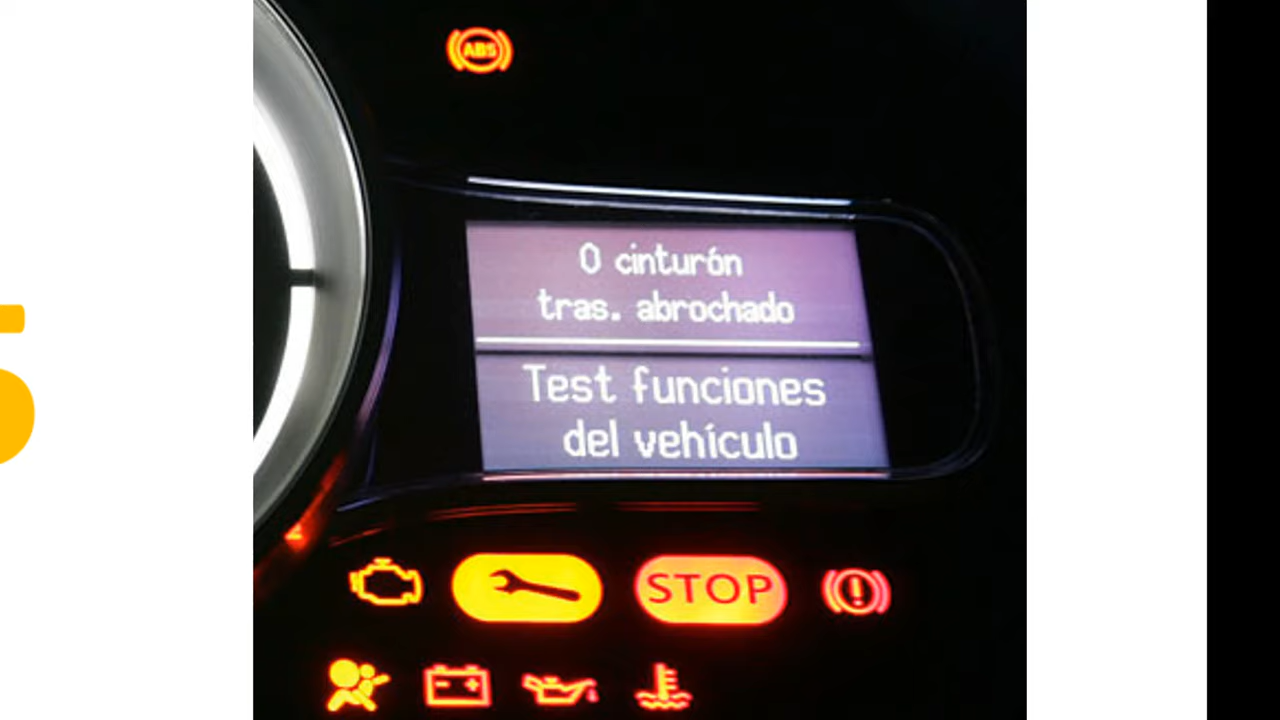 ABS
0 cinturón
tras. abrochado
Test funciones
del vehículo
STOP